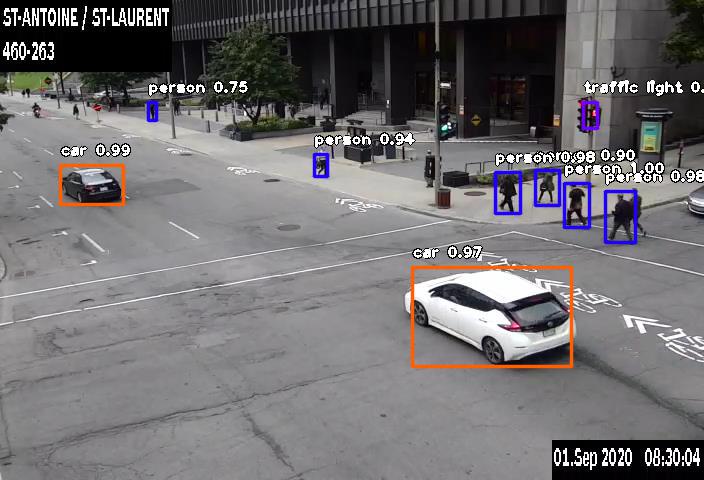 ST-ANTOINE / ST-LAURENT
460-263
person 0.75
traffic light 0.
person 0.94
car 0.99
person 0.98
0.90
person 1.00
person 0.98
car 0.97
01.Sep 2020 08:30:04